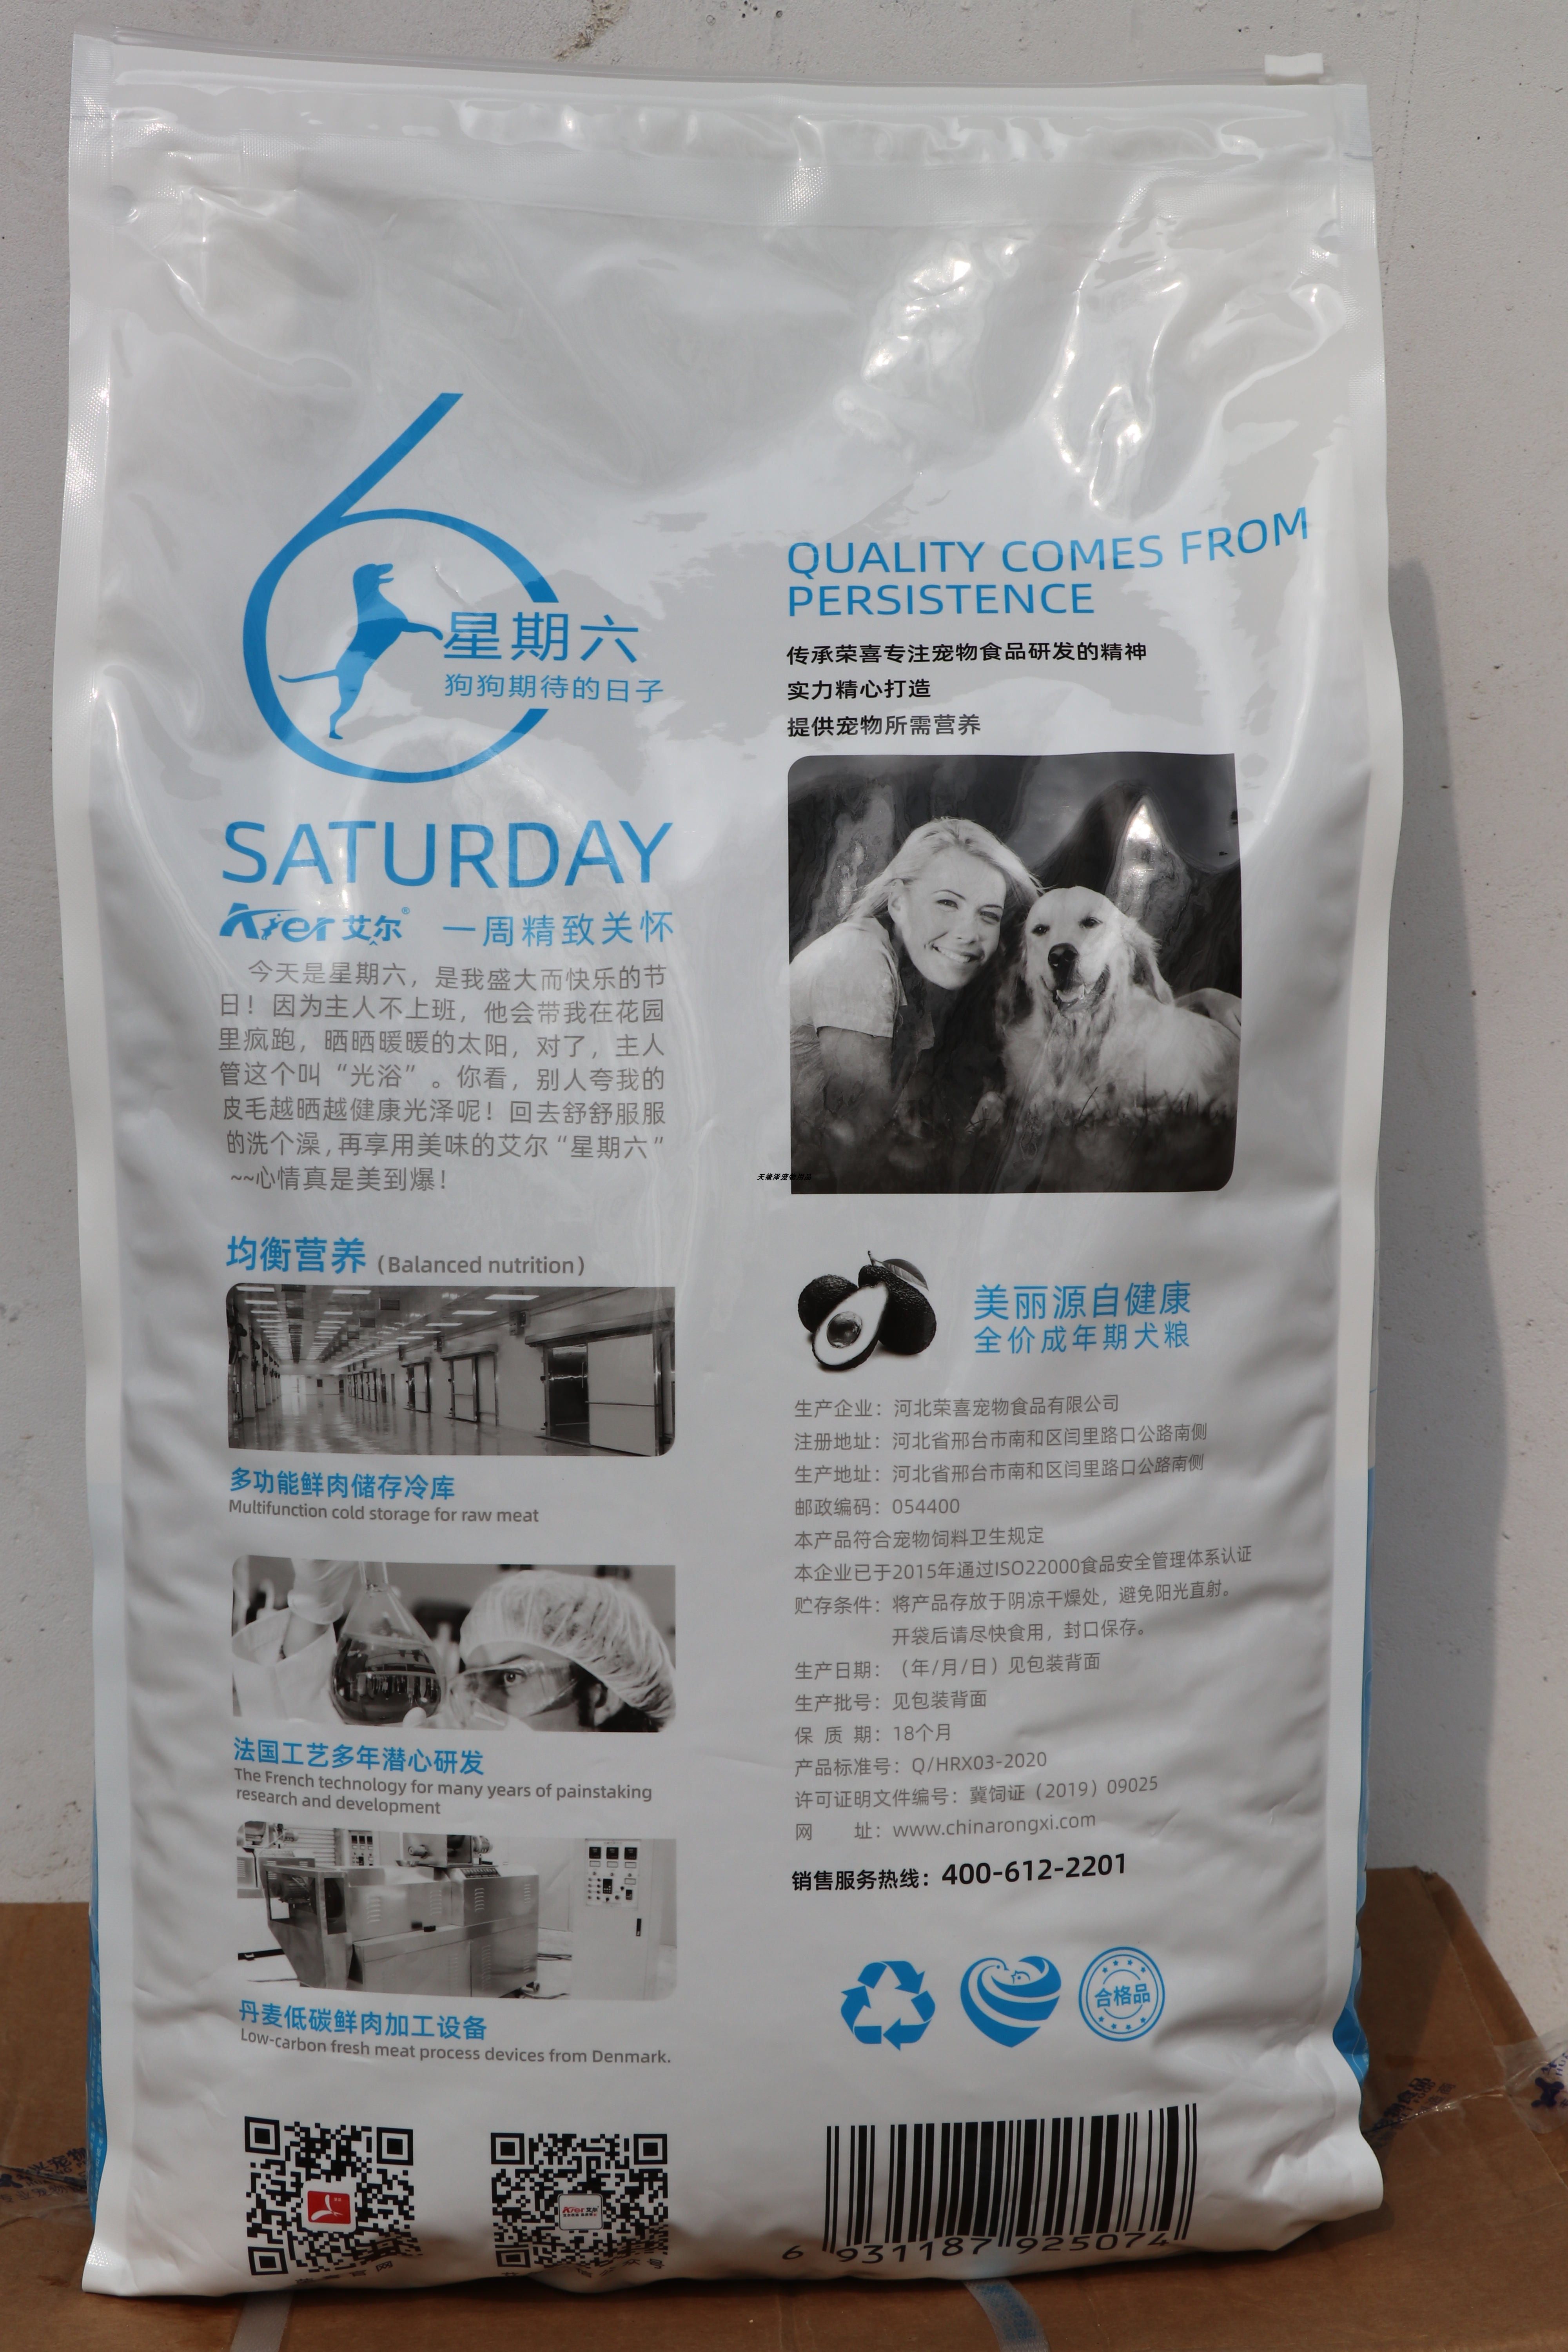 星期六
狗狗期待的日子
SATURDAY
Kier艾尔® 一周精致关怀
今天是星期六，是我盛大而快乐的节
日！因为主人不上班，他会带我在花园
里疯跑，晒晒暖暖的太阳，对了，主人
管这个叫“光浴”。你看，别人夸我的
皮毛越晒越健康光泽呢！回去舒舒服服
的洗个澡，再享用美味的艾尔“星期六”
~~心情真是美到爆！
均衡营养（Balanced nutrition）
多功能鲜肉储存冷库
Multifunction cold storage for raw meat
法国工艺多年潜心研发
The French technology for many years of painstaking
research and development
丹麦低碳鲜肉加工设备
Low-carbon fresh meat process devices from Denmark.
QUALITY COMES FROM
PERSISTENCE
传承荣喜专注宠物食品研发的精神
实力精心打造
提供宠物所需营养
美丽源自健康
全价成年期犬粮
生产企业：河北荣喜宠物食品有限公司
注册地址：河北省邢台市南和区闫里路口公路南侧
生产地址：河北省邢台市南和区闫里路口公路南侧
邮政编码：054400
本产品符合宠物饲料卫生规定
本企业已于2015年通过ISO22000食品安全管理体系认证
贮存条件：将产品存放于阴凉干燥处，避免阳光直射。
开袋后请尽快食用，封口保存。
生产日期：（年/月/日）见包装背面
生产批号：见包装背面
保 质 期：18个月
产品标准号：Q/HRX03-2020
许可证明文件编号：冀饲证（2019）09025
网 址：www.chinarongxi.com
销售服务热线：400-612-2201
合格品
6 931187 925074